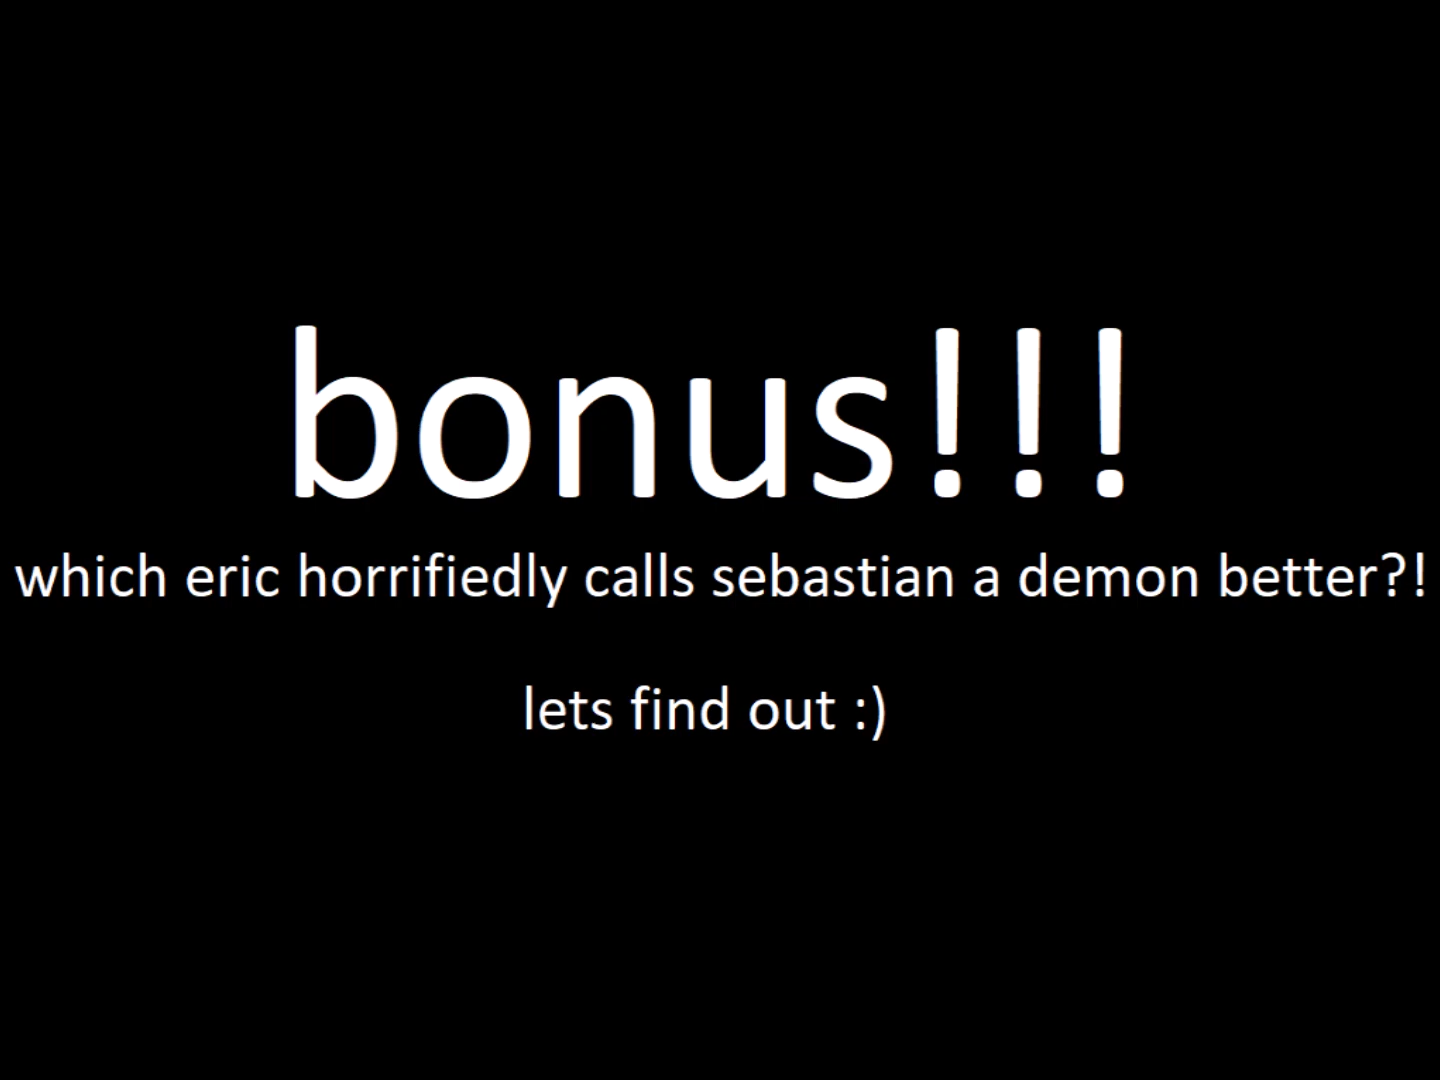 bonus!!!
which eric horrifiedly calls sebastian a demon better?!
lets find out :)